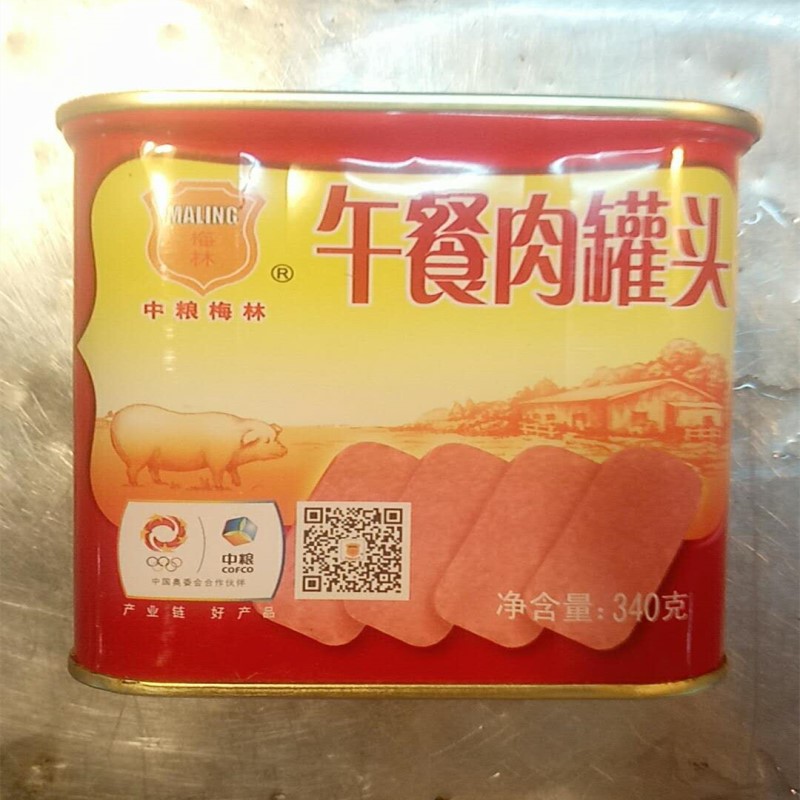 MALING
梅林
®
中粮梅林
午餐肉罐头
中粮
COFCO
中国奥委会合作伙伴
产业链 好产品
净含量:340克